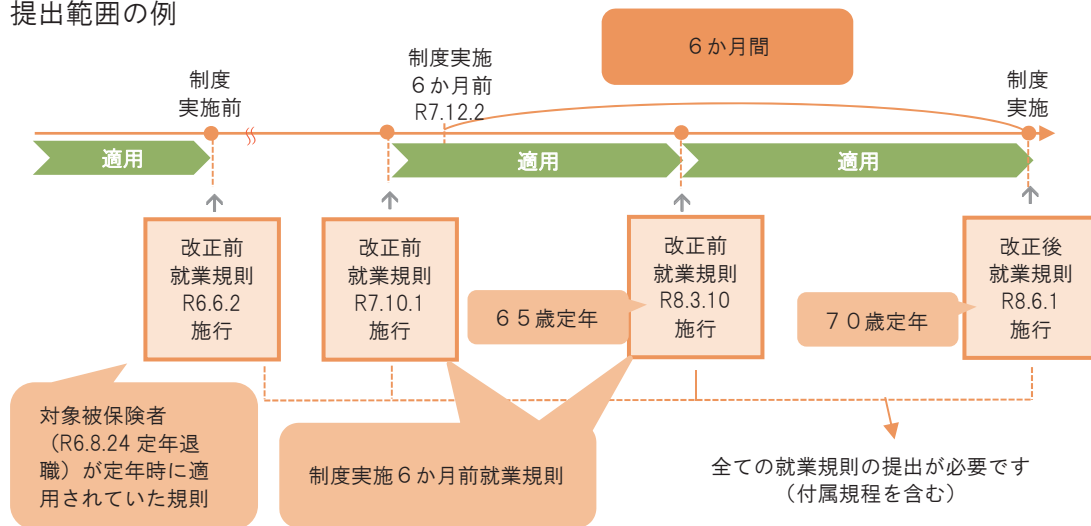 提出範囲の例
６か月間
制度
実施前
制度実施
６か月前
R7.12.2
制度
実施
適用
適用
適用
改正前
就業規則
R6.6.2
施行
改正前
就業規則
R7.10.1
施行
６５歳定年
改正前
就業規則
R8.3.10
施行
７０歳定年
改正後
就業規則
R8.6.1
施行
対象被保険者
（R6.8.24 定年退
職）が定年時に適
用されていた規則
制度実施６か月前就業規則
全ての就業規則の提出が必要です
（付属規程を含む）